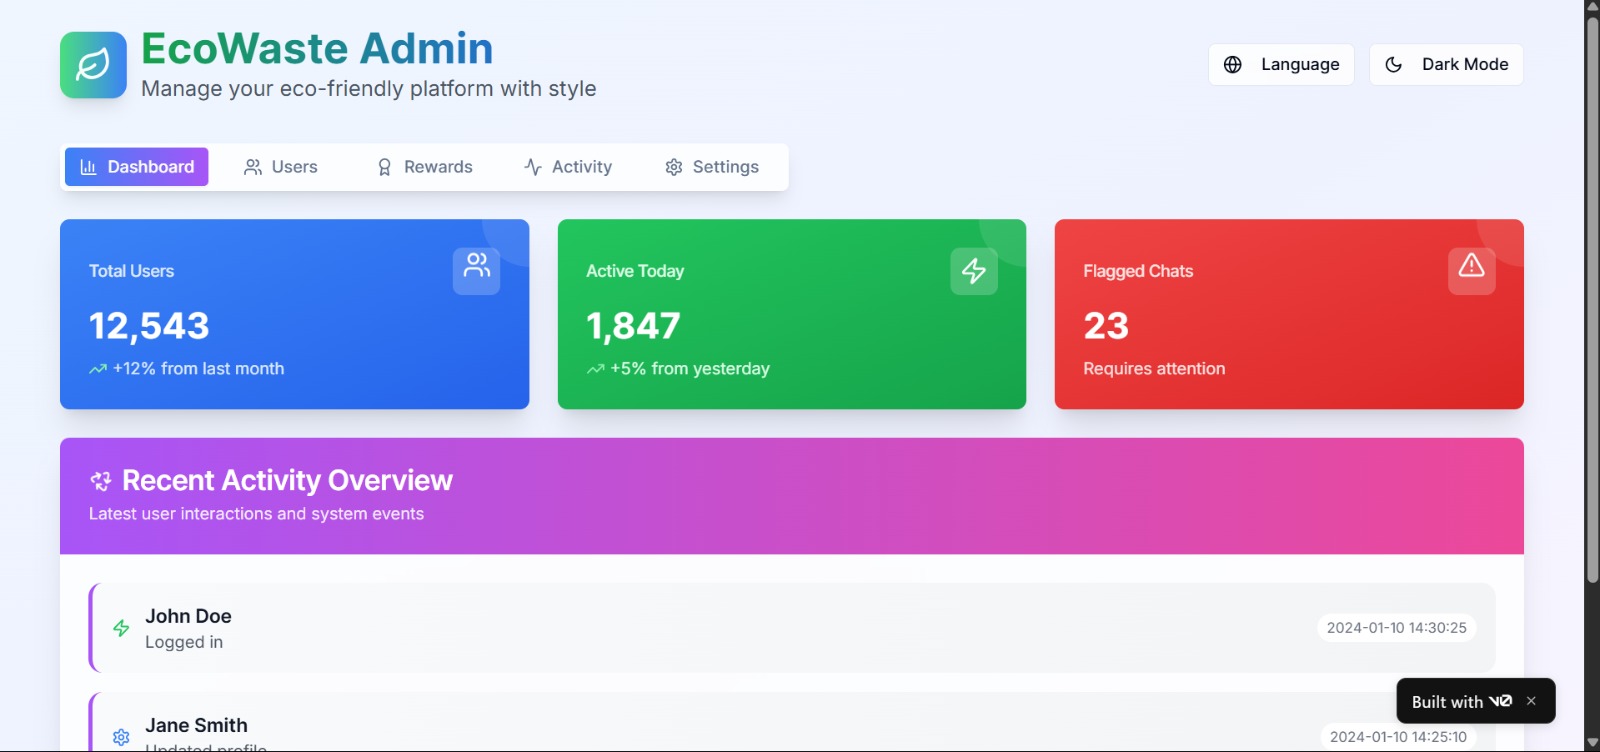 EcoWaste Admin
Manage your eco-friendly platform with style
Language
Dark Mode
Dashboard
Users
Rewards
Activity
Settings
Total Users
12,543
+12% from last month
Active Today
1,847
+5% from yesterday
Flagged Chats
23
Requires attention
Recent Activity Overview
Latest user interactions and system events
John Doe
Logged in
2024-01-10 14:30:25
Jane Smith
Updated profile
2024-01-10 14:25:10
Built with v0